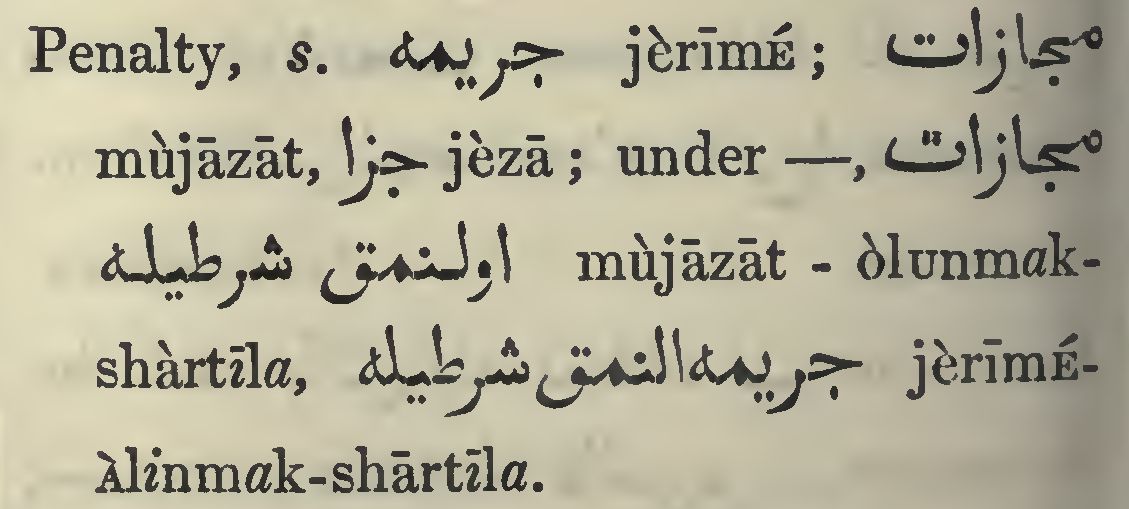 Penalty, s. جريمه jèrīmÉ; مجازات
mùjāzāt, جزا jèzā; under —, مجازات
اولنمق شرطيله mùjāzāt - òlunmak-
shàrtīla, جريمه النمق شرطيله jèrīmÉ-
Àlinmak-shārtīla.